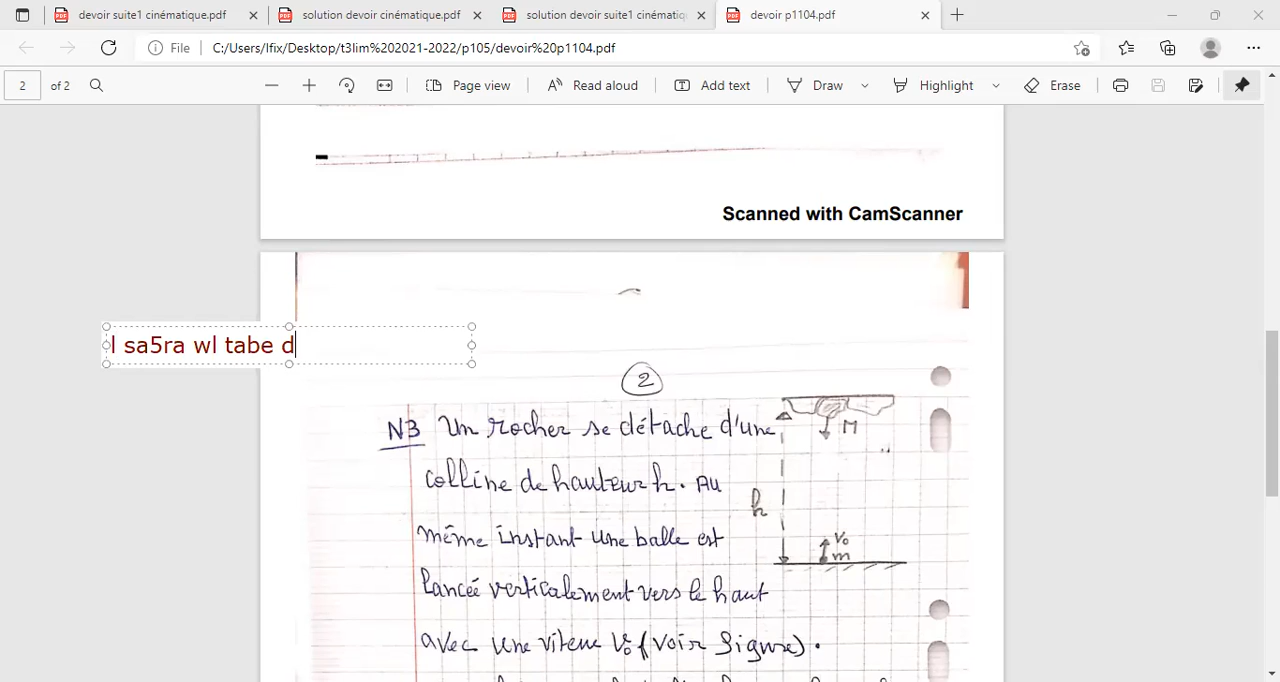 devoir suite1 cinématique.pdf
solution devoir cinématique.pdf
solution devoir suite1 cinématiq
devoir p1104.pdf
File
C:/Users/Ifix/Desktop/t3lim%202021-2022/p105/devoir%20p1104.pdf
2
of 2
Page view
Read aloud
Add text
Draw
Highlight
Erase
Scanned with CamScanner
l sa5ra wl tabe d
2
N3 Un rocher se détache d'une
colline de hauteur h. Au
même instant une balle est
lancée verticalement vers le haut
avec une vitesse V₀ (voir figure).
M
h
V₀
m